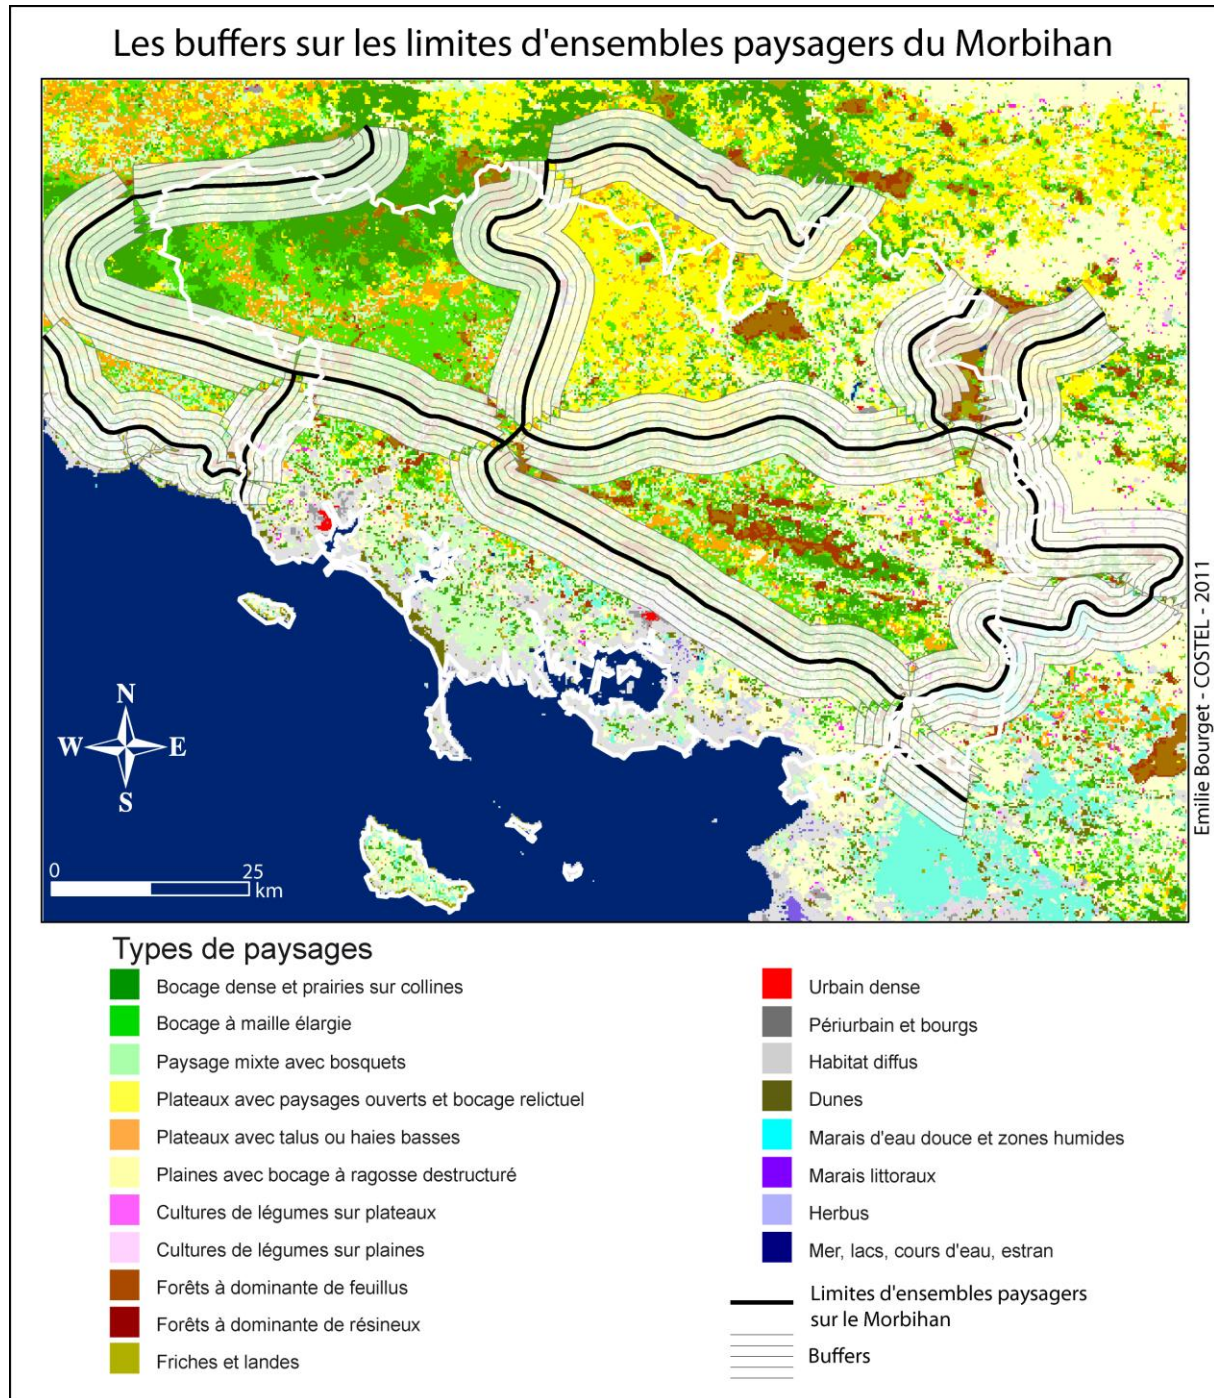 Les buffers sur les limites d'ensembles paysagers du Morbihan
N
W E
S
0 25
km
Emilie Bourget - COSTEL - 2011
Types de paysages
Bocage dense et prairies sur collines
Bocage à maille élargie
Paysage mixte avec bosquets
Plateaux avec paysages ouverts et bocage relictuel
Plateaux avec talus ou haies basses
Plaines avec bocage à ragosse destructuré
Cultures de légumes sur plateaux
Cultures de légumes sur plaines
Forêts à dominante de feuillus
Forêts à dominante de résineux
Friches et landes
Urbain dense
Périurbain et bourgs
Habitat diffus
Dunes
Marais d'eau douce et zones humides
Marais littoraux
Herbus
Mer, lacs, cours d'eau, estran
Limites d'ensembles paysagers
sur le Morbihan
Buffers